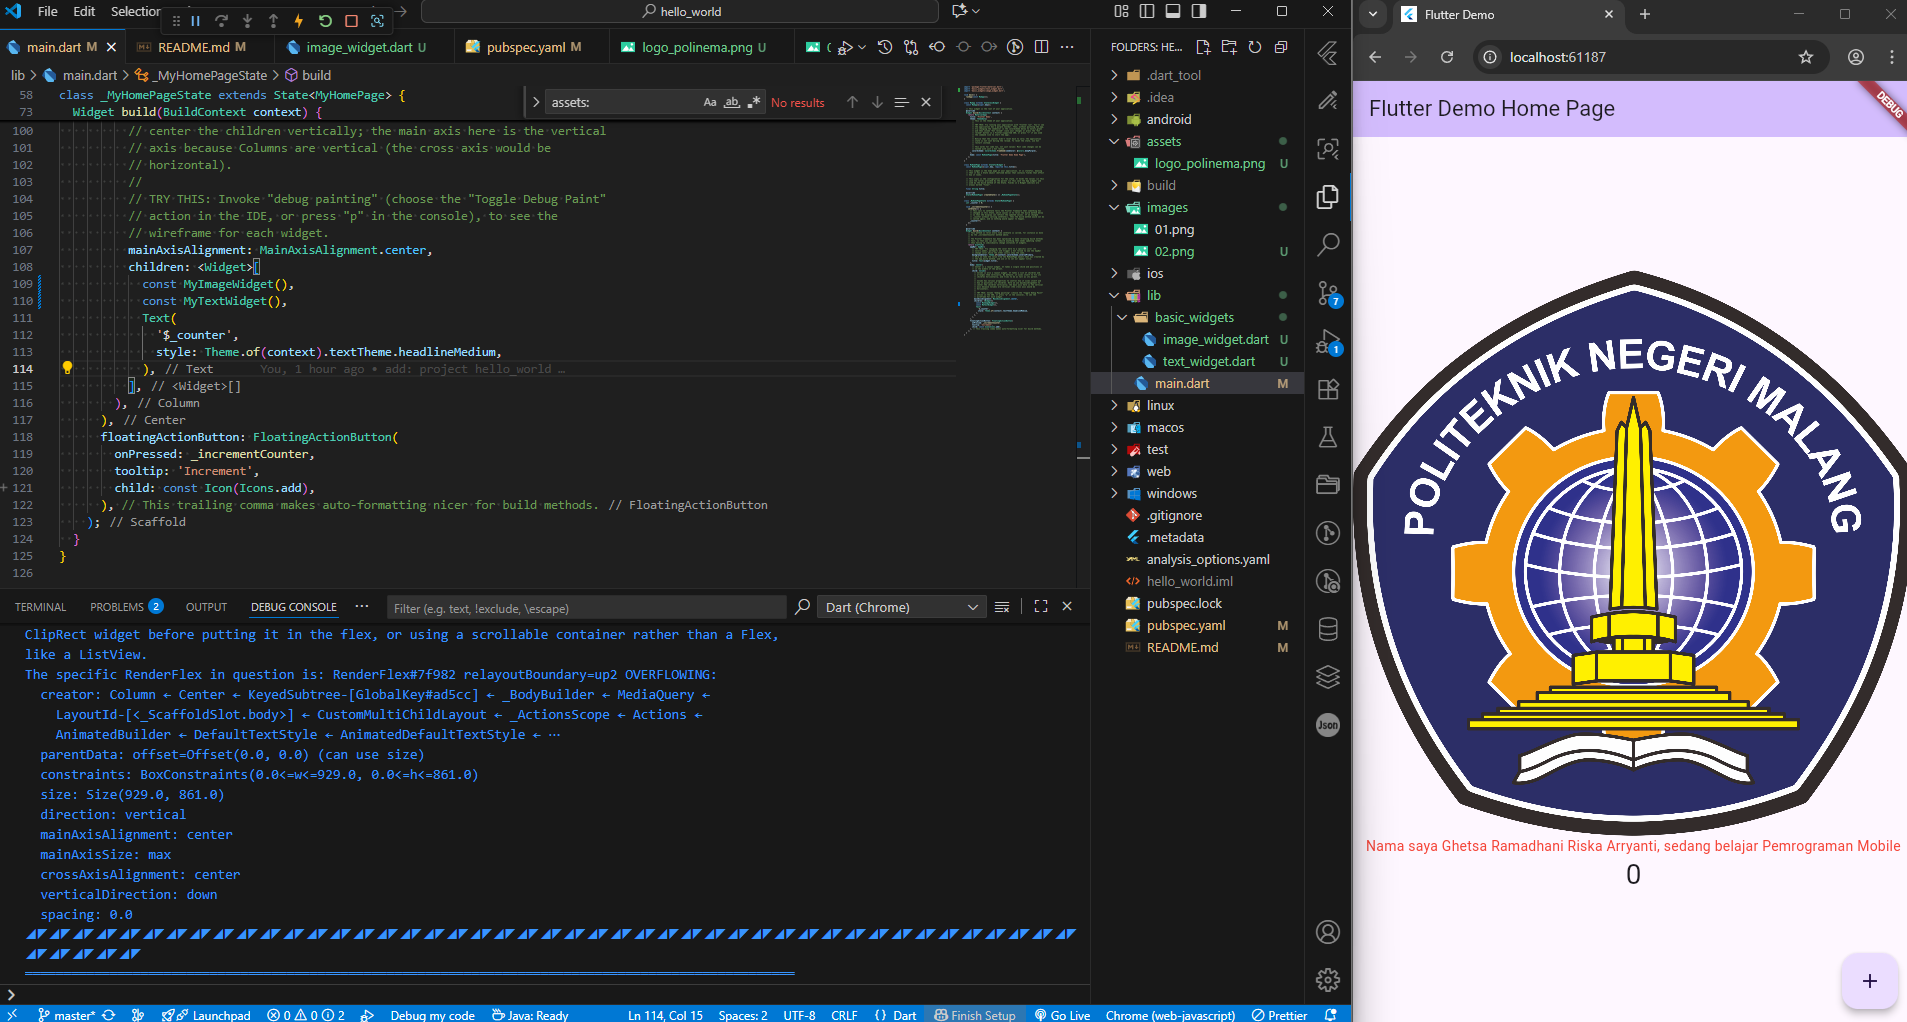 File Edit Selection
hello_world
main.dart M
README.md M
image_widget.dart U
pubspec.yaml M
logo_polinema.png U
lib > main.dart > _MyHomePageState > build
58 class _MyHomePageState extends State<MyHomePage> {
73 Widget build(BuildContext context) {
assets:
Aa ab No results
100 // center the children vertically; the main axis here is the vertical
101 // axis because Columns are vertical (the cross axis would be
102 // horizontal).
103 //
104 // TRY THIS: Invoke "debug painting" (choose the "Toggle Debug Paint"
105 // action in the IDE, or press "p" in the console), to see the
106 // wireframe for each widget.
107 mainAxisAlignment: MainAxisAlignment.center,
108 children: <Widget>[
109 const MyImageWidget(),
110 const MyTextWidget(),
111 Text(
112 '$_counter',
113 style: Theme.of(context).textTheme.headlineMedium,
114 ), // Text You, 1 hour ago • add: project hello_world …
115 ], // <Widget>[]
116 ), // Column
117 ), // Center
118 floatingActionButton: FloatingActionButton(
119 onPressed: _incrementCounter,
120 tooltip: 'Increment',
121 child: const Icon(Icons.add),
122 ), // This trailing comma makes auto-formatting nicer for build methods. // FloatingActionButton
123 ); // Scaffold
124 }
125 }
126
TERMINAL PROBLEMS 2 OUTPUT DEBUG CONSOLE
Filter (e.g. text, !exclude, \escape)
Dart (Chrome)
ClipRect widget before putting it in the flex, or using a scrollable container rather than a Flex,
like a ListView.
The specific RenderFlex in question is: RenderFlex#7f982 relayoutBoundary=up2 OVERFLOWING:
creator: Column ← Center ← KeyedSubtree-[GlobalKey#ad5cc] ← _BodyBuilder ← MediaQuery ←
LayoutId-[<_ScaffoldSlot.body>] ← CustomMultiChildLayout ← _ActionsScope ← Actions ←
AnimatedBuilder ← DefaultTextStyle ← AnimatedDefaultTextStyle ← ⋯
parentData: offset=Offset(0.0, 0.0) (can use size)
constraints: BoxConstraints(0.0<=w<=929.0, 0.0<=h<=861.0)
size: Size(929.0, 861.0)
direction: vertical
mainAxisAlignment: center
mainAxisSize: max
crossAxisAlignment: center
verticalDirection: down
spacing: 0.0
master* Launchpad 0 0 2 Debug my code Java: Ready Ln 114, Col 15 Spaces: 2 UTF-8 CRLF {} Dart Finish Setup Go Live Chrome (web-javascript) Prettier
FOLDERS: HE...
.dart_tool
.idea
android
assets
logo_polinema.png U
build
images
01.png
02.png U
ios
lib
basic_widgets
image_widget.dart U
text_widget.dart U
main.dart M
linux
macos
test
web
windows
.gitignore
.metadata
analysis_options.yaml
hello_world.iml
pubspec.lock
pubspec.yaml M
README.md M
7
1
Json
Flutter Demo
localhost:61187
Flutter Demo Home Page
DEBUG
POLITEKNIK NEGERI MALANG
Nama saya Ghetsa Ramadhani Riska Arryanti, sedang belajar Pemrograman Mobile
0
+